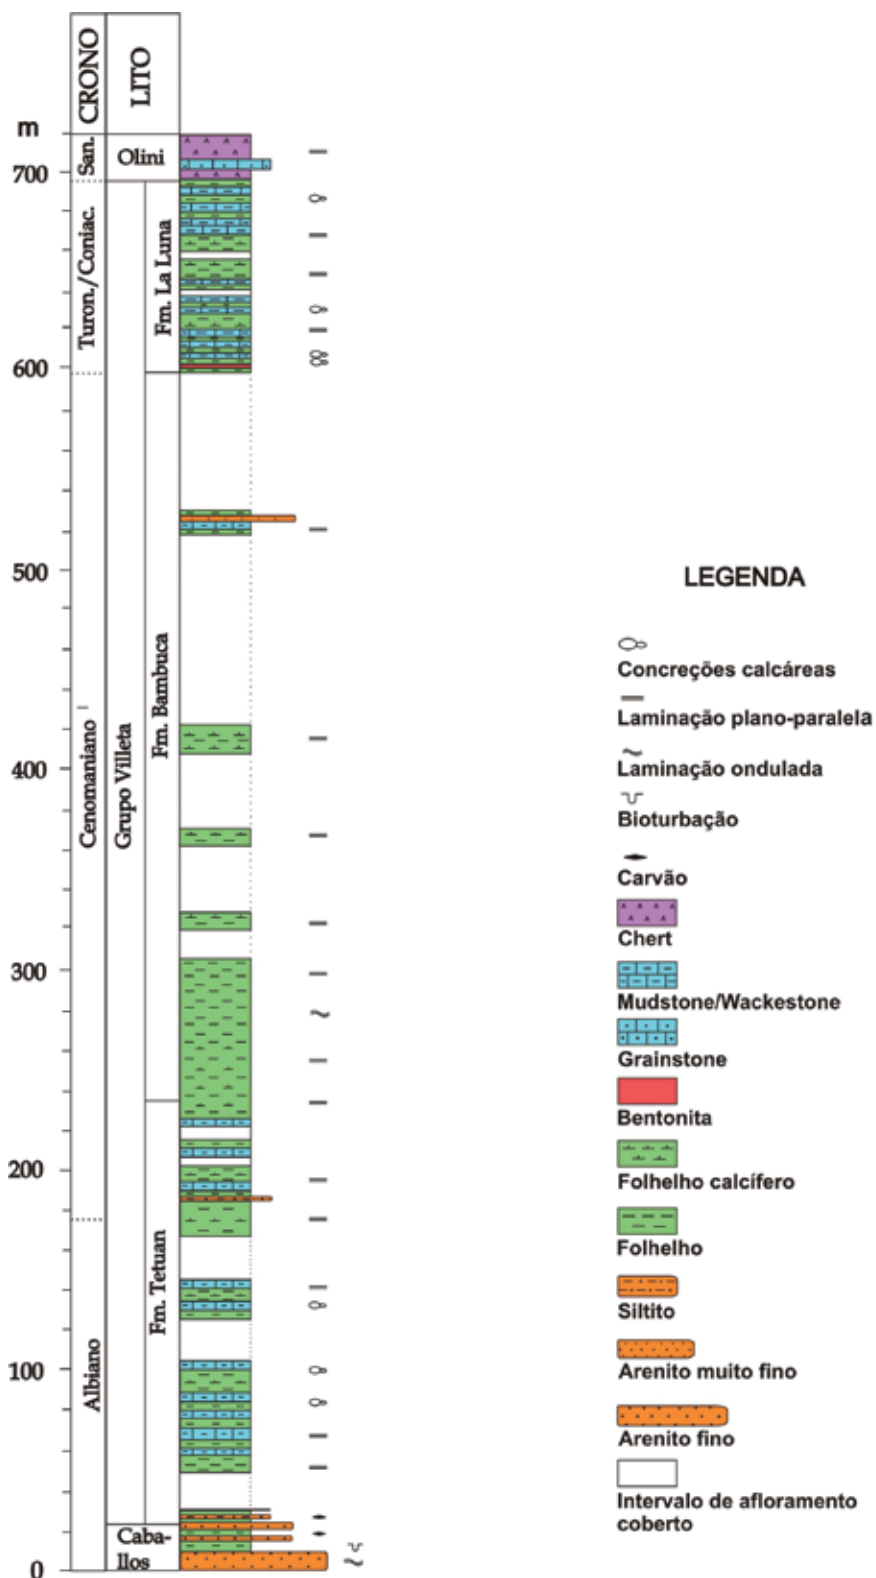 CRONO
LITO
m
San.
Olini
700
Turon./Coniac.
Fm. La Luna
600
500
Cenomaniano
Grupo Villeta
Fm. Bambuca
400
300
200
Fm. Tetuan
100
Albiano
Caba-
llos
0
LEGENDA
Concreções calcáreas
Laminação plano-paralela
Laminação ondulada
Bioturbação
Carvão
Chert
Mudstone/Wackestone
Grainstone
Bentonita
Folhelho calcífero
Folhelho
Siltito
Arenito muito fino
Arenito fino
Intervalo de afloramento
coberto